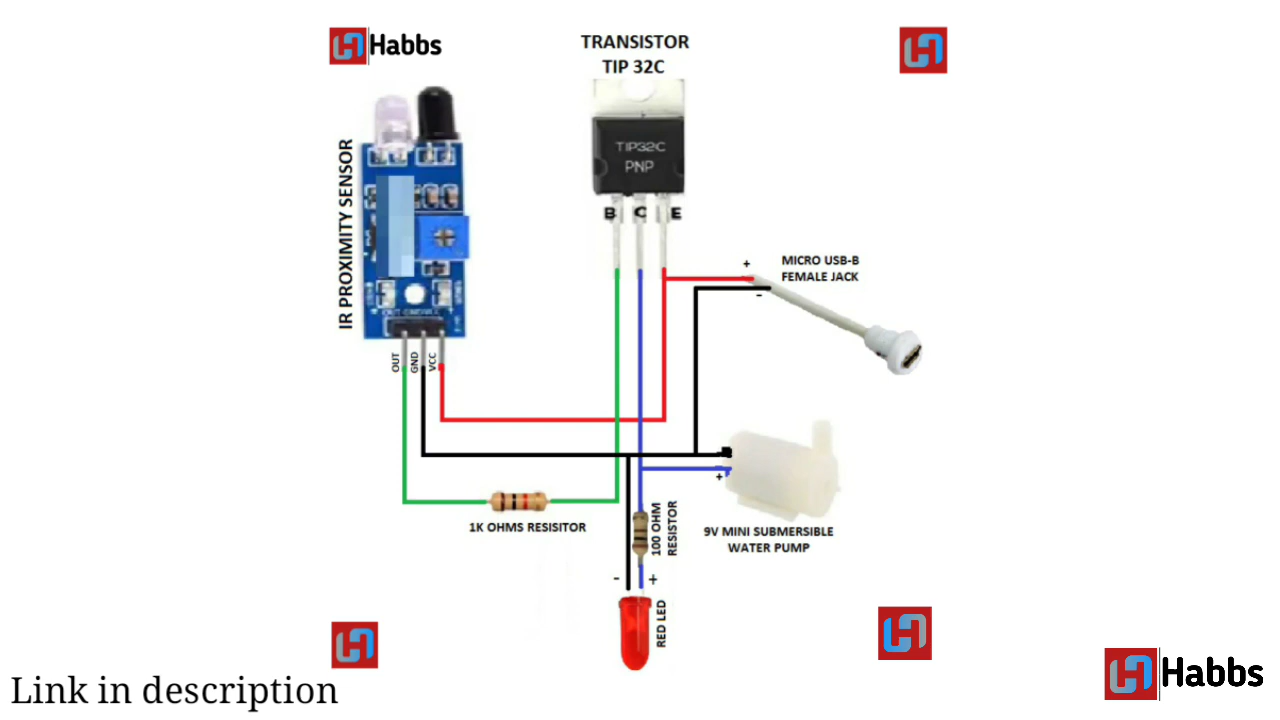 Habbs
TRANSISTOR
TIP 32C
TIP32C
PNP
B C E
IR PROXIMITY SENSOR
OUT
GND
VCC
+
-
MICRO USB-B
FEMALE JACK
+
9V MINI SUBMERSIBLE
WATER PUMP
1K OHMS RESISITOR
100 OHM
RESISTOR
- +
RED LED
Link in description
Habbs